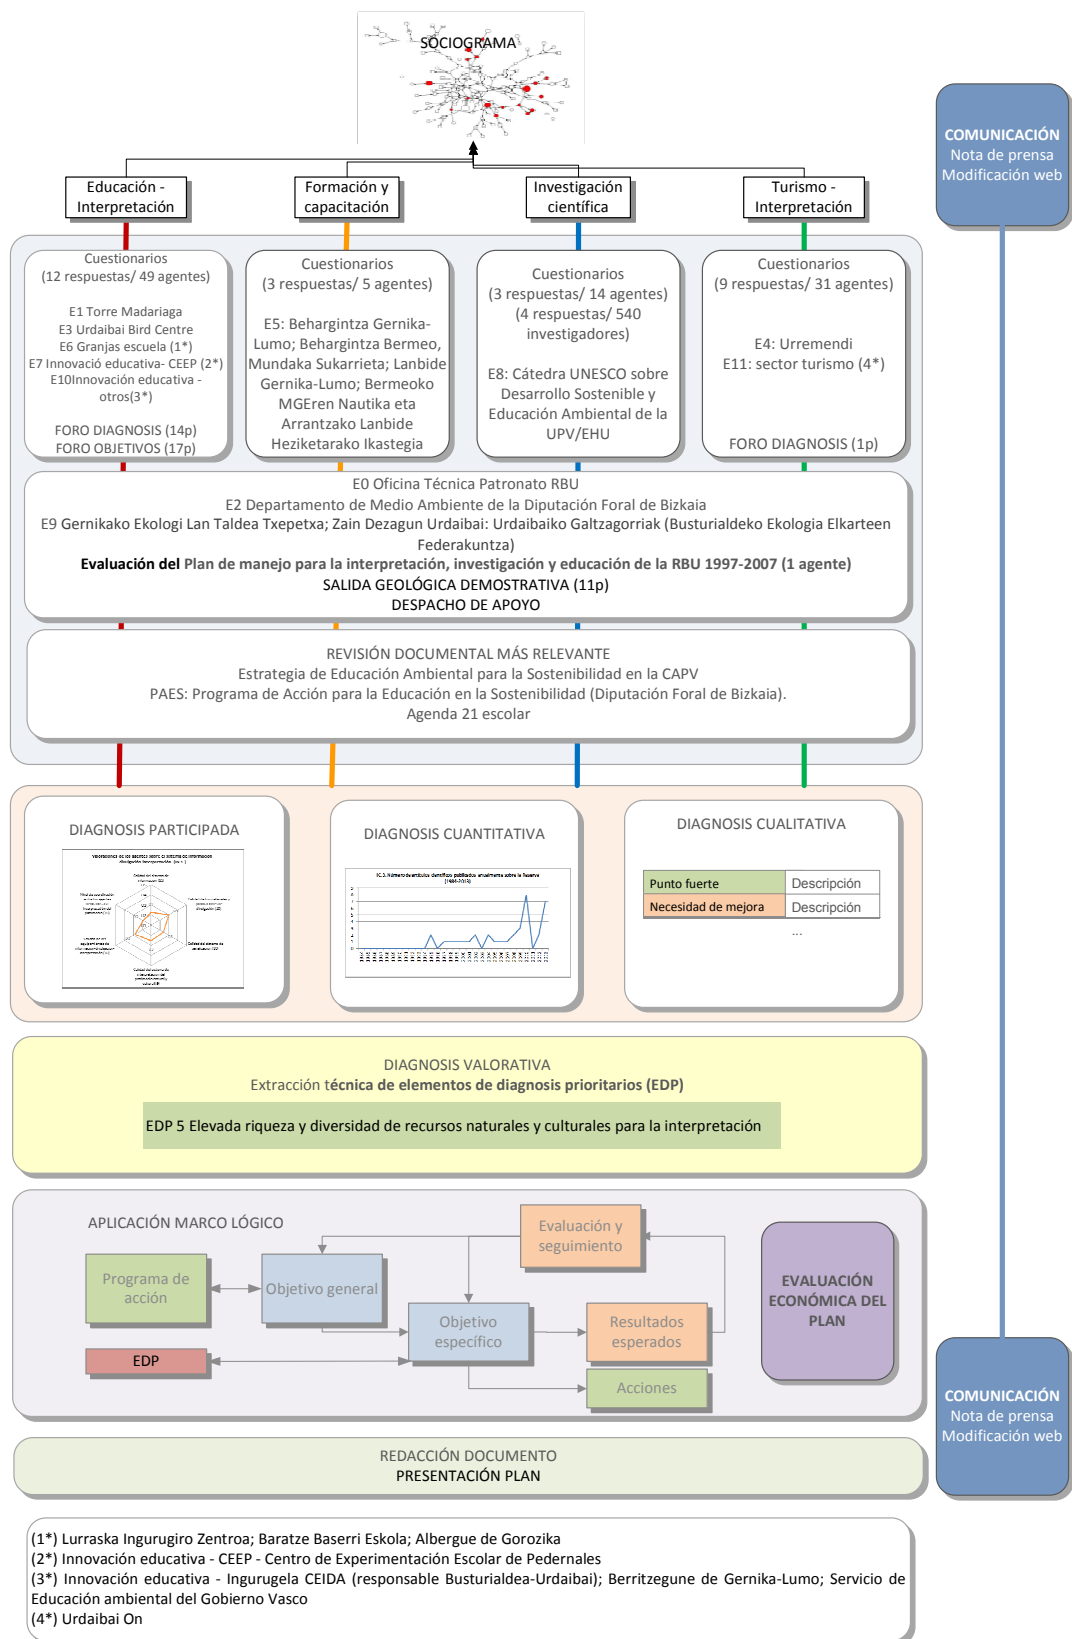 SOCIOGRAMA
COMUNICACIÓN
Nota de prensa
Modificación web
Educación -
Interpretación
Formación y
capacitación
Investigación
científica
Turismo -
Interpretación
Cuestionarios
(12 respuestas/ 49 agentes)
E1 Torre Madariaga
E3 Urdaibai Bird Centre
E6 Granjas escuela (1*)
E7 Innovació educativa- CEEP (2*)
E10Innovación educativa -
otros(3*)
FORO DIAGNOSIS (14p)
FORO OBJETIVOS (17p)
Cuestionarios
(3 respuestas/ 5 agentes)
E5: Behargintza Gernika-
Lumo; Behargintza Bermeo,
Mundaka Sukarrieta; Lanbide
Gernika-Lumo; Bermeoko
MGEren Nautika eta
Arrantzako Lanbide
Heziketarako Ikastegia
Cuestionarios
(3 respuestas/ 14 agentes)
(4 respuestas/ 540
investigadores)
E8: Cátedra UNESCO sobre
Desarrollo Sostenible y
Educación Ambiental de la
UPV/EHU
Cuestionarios
(9 respuestas/ 31 agentes)
E4: Urremendi
E11: sector turismo (4*)
FORO DIAGNOSIS (1p)
E0 Oficina Técnica Patronato RBU
E2 Departamento de Medio Ambiente de la Diputación Foral de Bizkaia
E9 Gernikako Ekologi Lan Taldea Txepetxa; Zain Dezagun Urdaibai: Urdaibaiko Galtzagorriak (Busturialdeko Ekologia Elkarteen
Federakuntza)
Evaluación del Plan de manejo para la interpretación, investigación y educación de la RBU 1997-2007 (1 agente)
SALIDA GEOLÓGICA DEMOSTRATIVA (11p)
DESPACHO DE APOYO
REVISIÓN DOCUMENTAL MÁS RELEVANTE
Estrategia de Educación Ambiental para la Sostenibilidad en la CAPV
PAES: Programa de Acción para la Educación en la Sostenibilidad (Diputación Foral de Bizkaia).
Agenda 21 escolar
DIAGNOSIS PARTICIPADA
DIAGNOSIS CUANTITATIVA
Número de artículos científicos publicados anualmente sobre la Reserva
(1984-2013)
DIAGNOSIS CUALITATIVA
Punto fuerte Descripción
Necesidad de mejora Descripción
...
DIAGNOSIS VALORATIVA
Extracción técnica de elementos de diagnosis prioritarios (EDP)
EDP 5 Elevada riqueza y diversidad de recursos naturales y culturales para la interpretación
APLICACIÓN MARCO LÓGICO
Evaluación y
seguimiento
Programa de
acción
Objetivo general
EVALUACIÓN
ECONÓMICA DEL
PLAN
Objetivo
específico
Resultados
esperados
EDP
Acciones
COMUNICACIÓN
Nota de prensa
Modificación web
REDACCIÓN DOCUMENTO
PRESENTACIÓN PLAN
(1*) Lurraska Ingurugiro Zentroa; Baratze Baserri Eskola; Albergue de Gorozika
(2*) Innovación educativa - CEEP - Centro de Experimentación Escolar de Pedernales
(3*) Innovación educativa - Ingurugela CEIDA (responsable Busturialdea-Urdaibai); Berritzegune de Gernika-Lumo; Servicio de
Educación ambiental del Gobierno Vasco
(4*) Urdaibai On